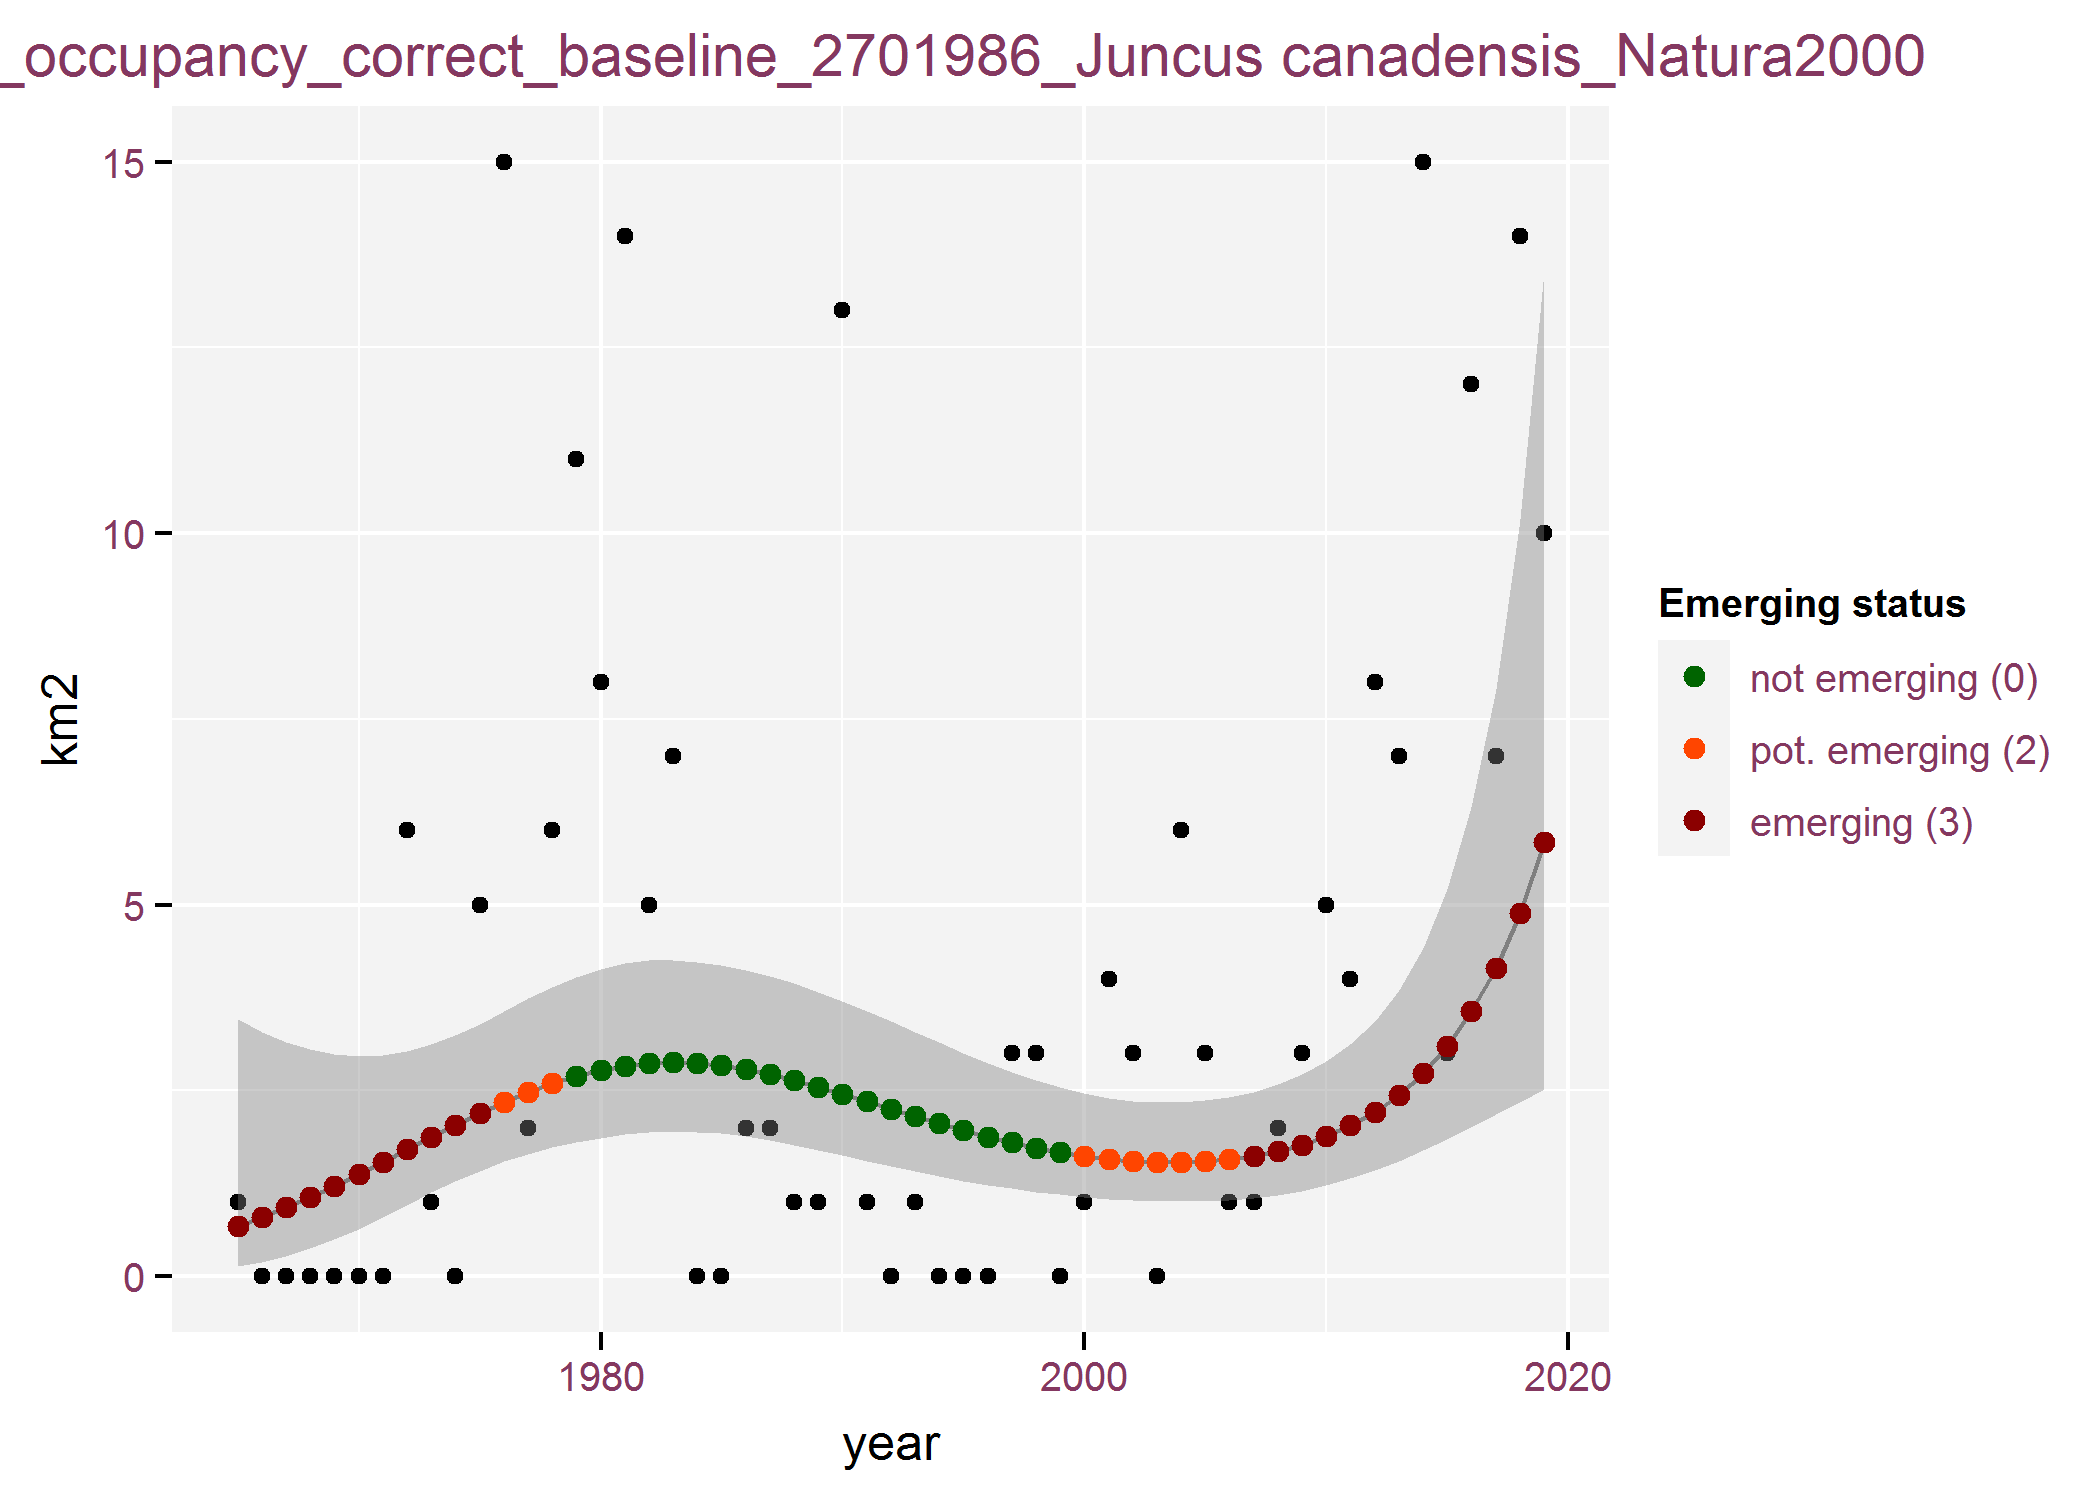 _occupancy_correct_baseline_2701986_Juncus canadensis_Natura2000
15
10
5
0
km2
1980 2000 2020
year
Emerging status
not emerging (0)
pot. emerging (2)
emerging (3)